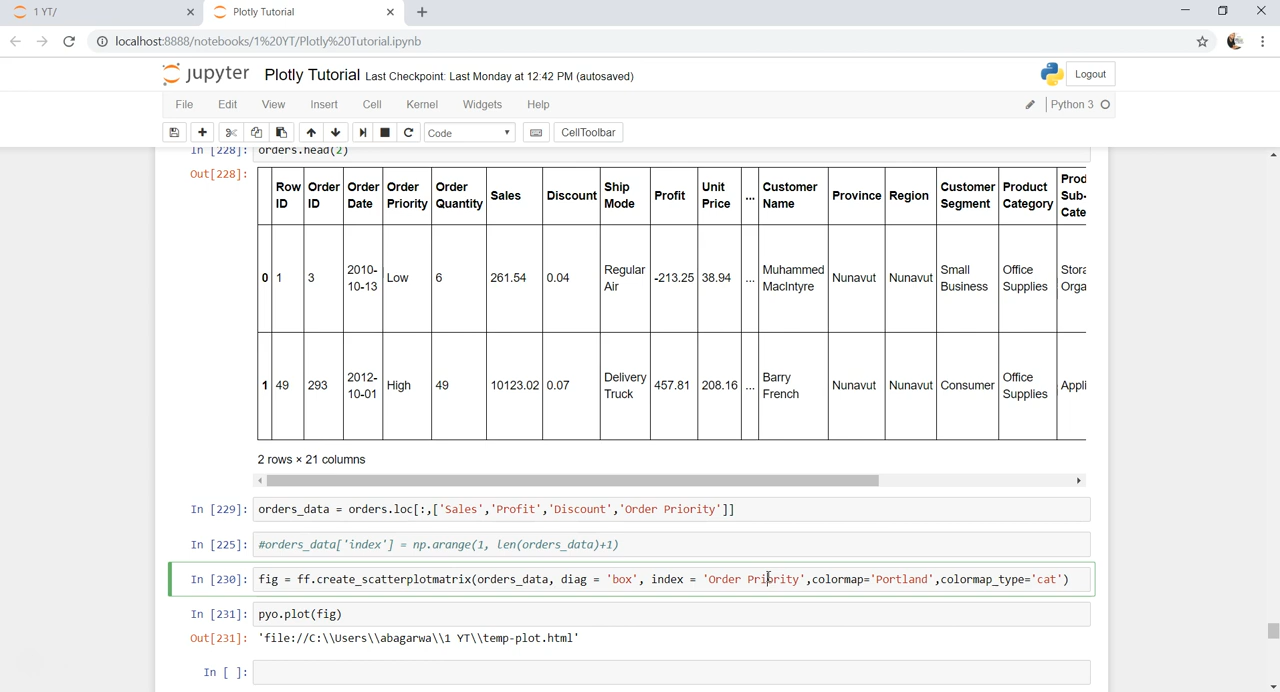 1 YT/
Plotly Tutorial
localhost:8888/notebooks/1%20YT/Plotly%20Tutorial.ipynb
jupyter Plotly Tutorial Last Checkpoint: Last Monday at 12:42 PM (autosaved)
Logout
File Edit View Insert Cell Kernel Widgets Help
Python 3
Code
CellToolbar
In [228]: orders.head(2)
Out[228]:
Row ID Order ID Order Date Order Priority Order Quantity Sales Discount Ship Mode Profit Unit Price ... Customer Name Province Region Customer Segment Product Category Prod Sub- Cate
0 1 3 2010-10-13 Low 6 261.54 0.04 Regular Air -213.25 38.94 ... Muhammed MacIntyre Nunavut Nunavut Small Business Office Supplies Stora Orga
1 49 293 2012-10-01 High 49 10123.02 0.07 Delivery Truck 457.81 208.16 ... Barry French Nunavut Nunavut Consumer Office Supplies Appli
2 rows × 21 columns
In [229]: orders_data = orders.loc[:,['Sales','Profit','Discount','Order Priority']]
In [225]: #orders_data['index'] = np.arange(1, len(orders_data)+1)
In [230]: fig = ff.create_scatterplotmatrix(orders_data, diag = 'box', index = 'Order Priority',colormap='Portland',colormap_type='cat')
In [231]: pyo.plot(fig)
Out[231]: 'file://C:\\Users\\abagarwa\\1 YT\\temp-plot.html'
In [ ]: